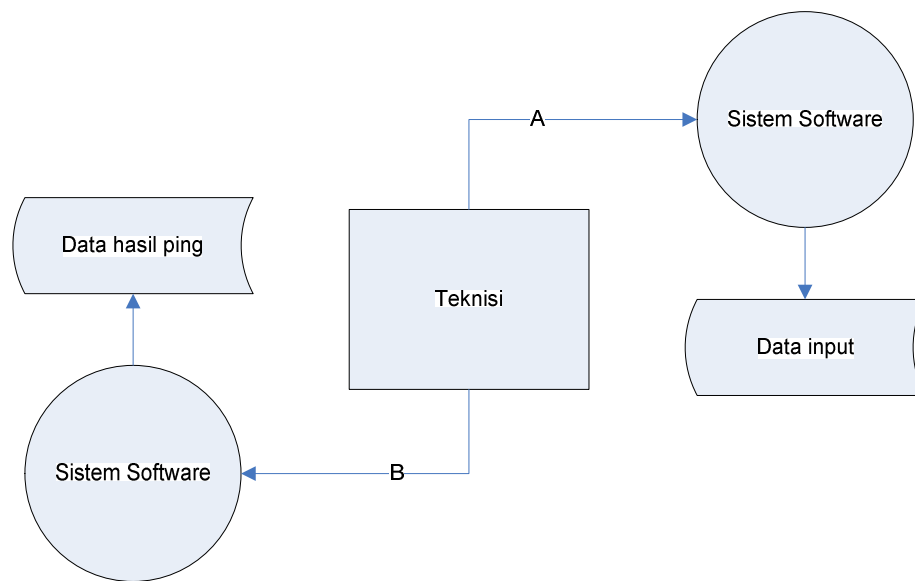 A
Sistem Software
Data hasil ping
Teknisi
Data input
Sistem Software
B